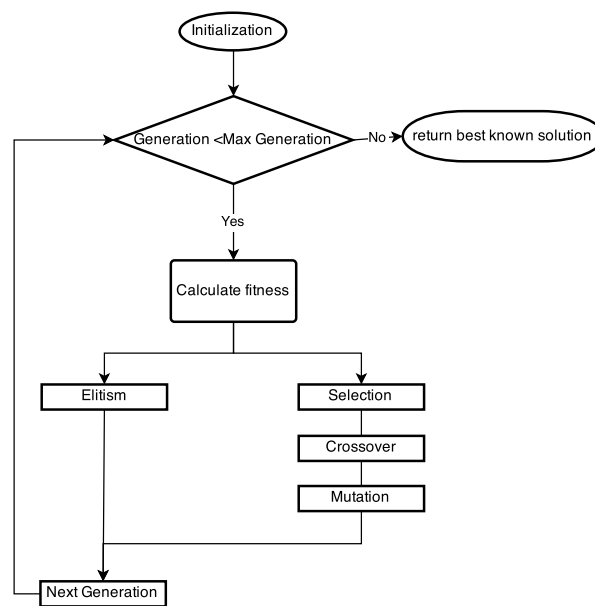 Initialization
Generation <Max Generation
No
return best known solution
Yes
Calculate fitness
Elitism
Selection
Crossover
Mutation
Next Generation